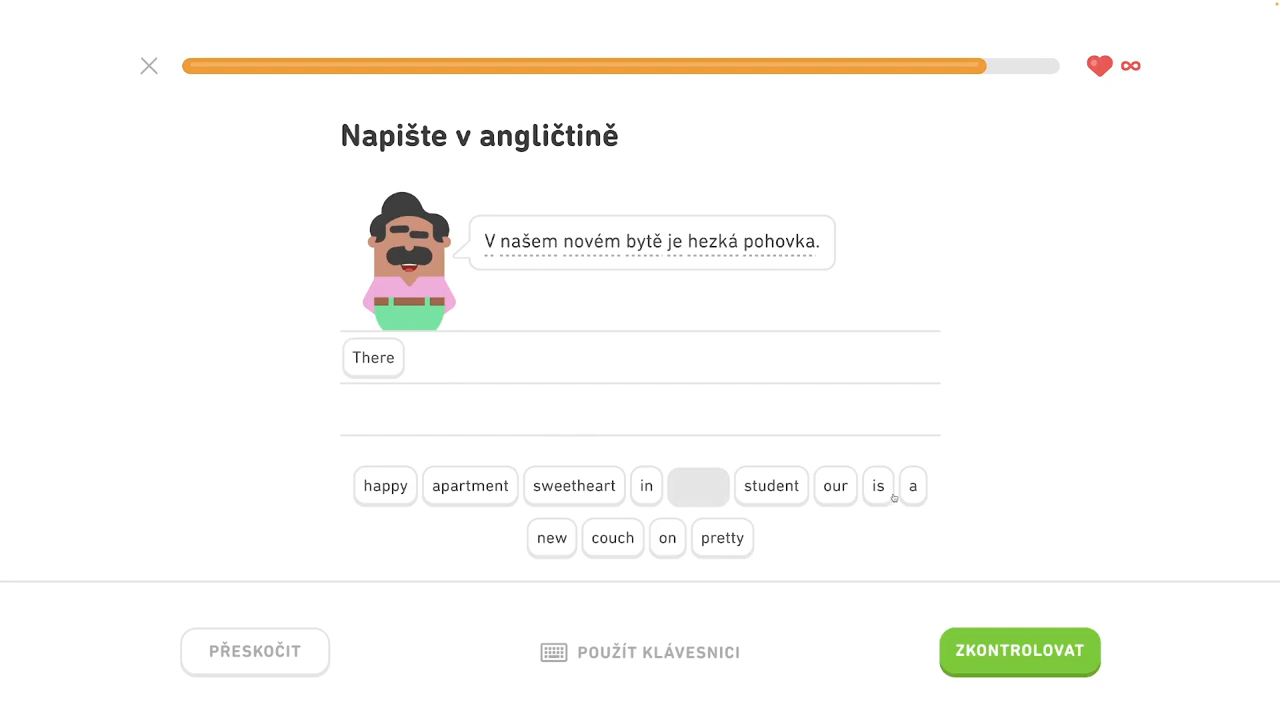 ∞
Napište v angličtině
V našem novém bytě je hezká pohovka.
There
happy apartment sweetheart in student our is a
new couch on pretty
PŘESKOČIT POUŽÍT KLÁVESNICI ZKONTROLOVAT